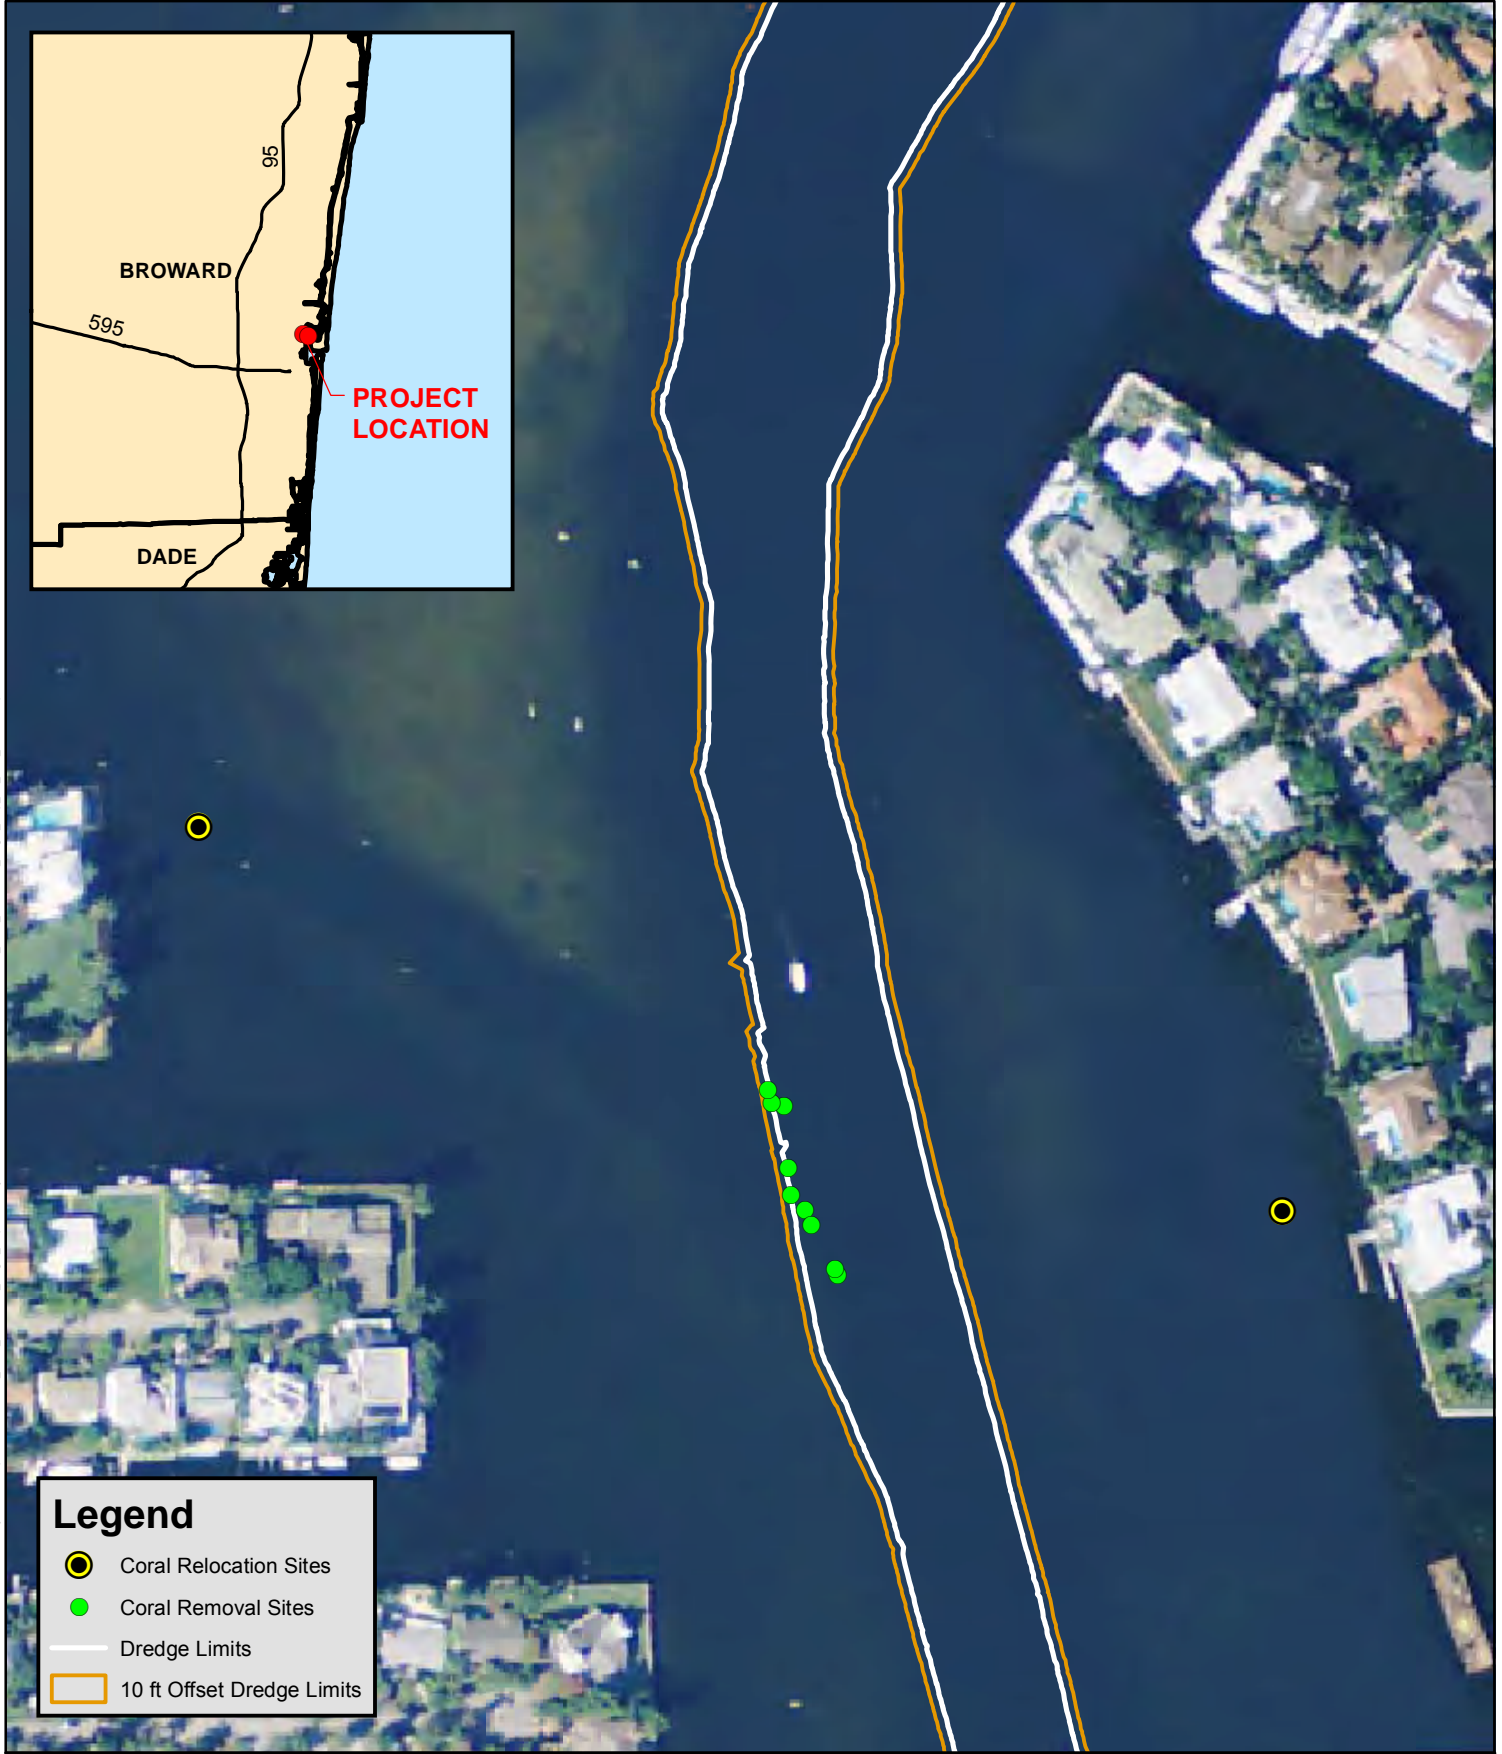 95
BROWARD
595
PROJECT
LOCATION
DADE
Legend
Coral Relocation Sites
Coral Removal Sites
Dredge Limits
10 ft Offset Dredge Limits